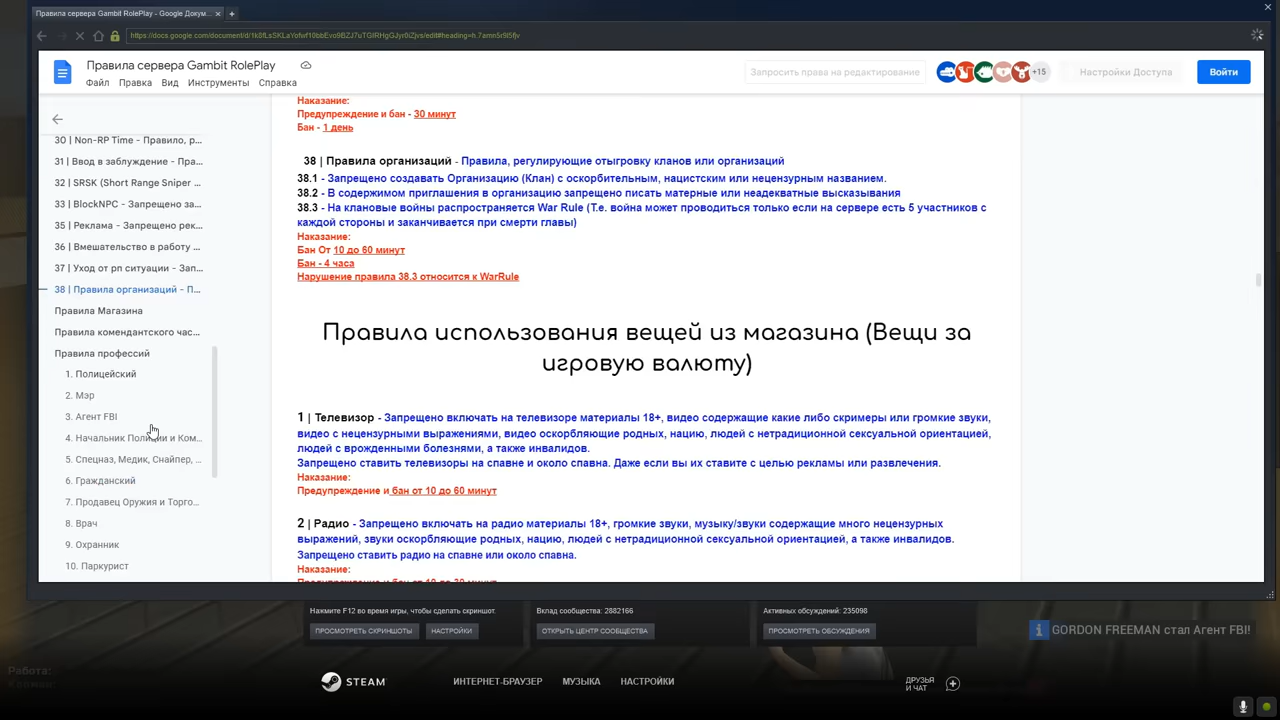 Правила сервера Gambit RolePlay - Google Докум...
https://docs.google.com/document/d/
Правила сервера Gambit RolePlay
Файл Правка Вид Инструменты Справка
Запросить права на редактирование
+15
Настройки Доступа
Войти
30 | Non-RP Time - Правило, р...
31 | Ввод в заблуждение - Пра...
32 | SRSK (Short Range Sniper ...
33 | BlockNPC - Запрещено за...
35 | Реклама - Запрещено рек...
36 | Вмешательство в работу ...
37 | Уход от рп ситуации - Зап...
38 | Правила организаций - П...
Правила Магазина
Правила комендантского час...
Правила профессий
1. Полицейский
2. Мэр
3. Агент FBI
4. Начальник Полиции и Ком...
5. Спецназ, Медик, Снайпер, ...
6. Гражданский
7. Продавец Оружия и Торго...
8. Врач
9. Охранник
10. Паркурист
Наказание:
Предупреждение и бан - 30 минут
Бан - 1 день
38 | Правила организаций - Правила, регулирующие отыгровку кланов или организаций
38.1 - Запрещено создавать Организацию (Клан) с оскорбительным, нацистским или нецензурным названием.
38.2 - В содержимом приглашения в организацию запрещено писать матерные или неадекватные высказывания
38.3 - На клановые войны распространяется War Rule (Т.е. война может проводиться только если на сервере есть 5 участников с
каждой стороны и заканчивается при смерти главы)
Наказание:
Бан От 10 до 60 минут
Бан - 4 часа
Нарушение правила 38.3 относится к WarRule
Правила использования вещей из магазина (Вещи за
игровую валюту)
1 | Телевизор - Запрещено включать на телевизоре материалы 18+, видео содержащие какие либо скримеры или громкие звуки,
видео с нецензурными выражениями, видео оскорбляющие родных, нацию, людей с нетрадиционной сексуальной ориентацией,
людей с врожденными болезнями, а также инвалидов.
Запрещено ставить телевизоры на спавне и около спавна. Даже если вы их ставите с целью рекламы или развлечения.
Наказание:
Предупреждение и бан от 10 до 60 минут
2 | Радио - Запрещено включать на радио материалы 18+, громкие звуки, музыку/звуки содержащие много нецензурных
выражений, звуки оскорбляющие родных, нацию, людей с нетрадиционной сексуальной ориентацией, а также инвалидов.
Запрещено ставить радио на спавне или около спавна.
Наказание:
Предупреждение и бан от 10 до 30 минут
Нажмите F12 во время игры, чтобы сделать скриншот.
Вклад сообщества: 2882166
Активных обсуждений: 235098
ПРОСМОТРЕТЬ СКРИНШОТЫ
НАСТРОЙКИ
ОТКРЫТЬ ЦЕНТР СООБЩЕСТВА
ПРОСМОТРЕТЬ ОБСУЖДЕНИЯ
GORDON FREEMAN стал Агент FBI!
Работа:
STEAM
ИНТЕРНЕТ-БРАУЗЕР
МУЗЫКА
НАСТРОЙКИ
ДРУЗЬЯ
И ЧАТ